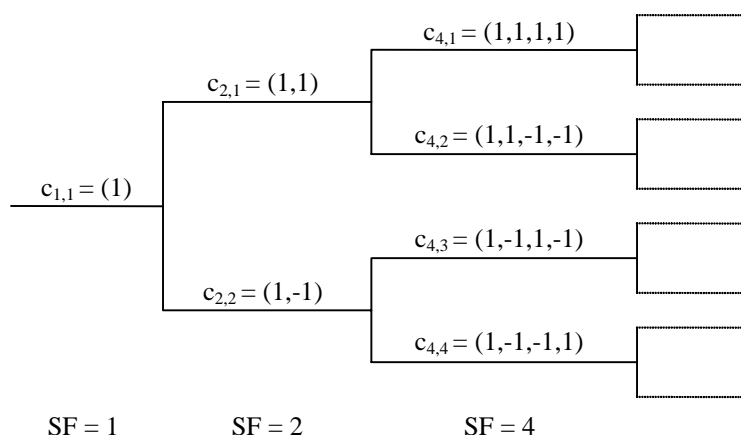 c4,1 = (1,1,1,1)
c2,1 = (1,1)
c4,2 = (1,1,-1,-1)
c1,1 = (1)
c4,3 = (1,-1,1,-1)
c2,2 = (1,-1)
c4,4 = (1,-1,-1,1)
SF = 1 SF = 2 SF = 4